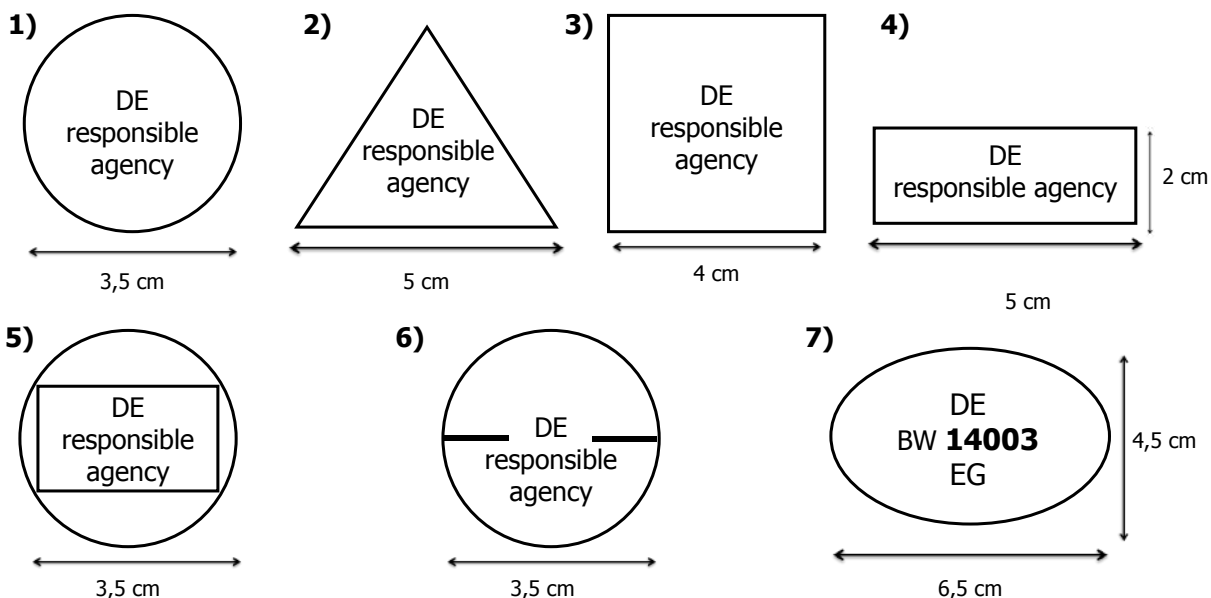 1)
DE
responsible
agency
3,5 cm
2)
DE
responsible
agency
5 cm
3)
DE
responsible
agency
4 cm
4)
DE
responsible agency
2 cm
5 cm
5)
DE
responsible
agency
3,5 cm
6)
DE
responsible
agency
3,5 cm
7)
DE
BW 14003
EG
4,5 cm
6,5 cm